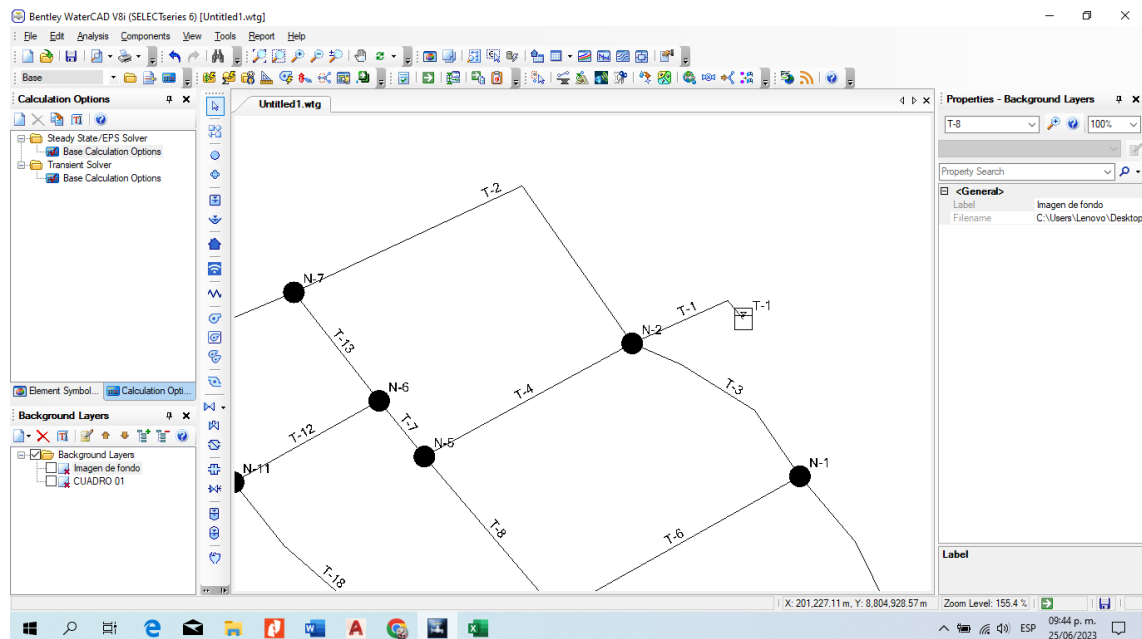 Bentley WaterCAD V8i (SELECTseries 6) [Untitled1.wtg]
File Edit Analysis Components View Tools Report Help
Base
Calculation Options
Steady State/EPS Solver
Base Calculation Options
Transient Solver
Base Calculation Options
Element Symbol... Calculation Opti...
Background Layers
Background Layers
Imagen de fondo
CUADRO 01
Untitled1.wtg
T-2
N-7
T-1
T-1
N-2
T-13
T-3
T-4
N-6
T-7
T-12
N-5
N-11
N-1
T-8
T-6
T-18
Properties - Background Layers
T-8 100%
Property Search
<General>
Label Imagen de fondo
Filename C:\Users\Lenovo\Desktop
Label
X: 201,227.11 m, Y: 8,804,928.57 m Zoom Level: 155.4 %
ESP 09:44 p. m.
25/06/2023